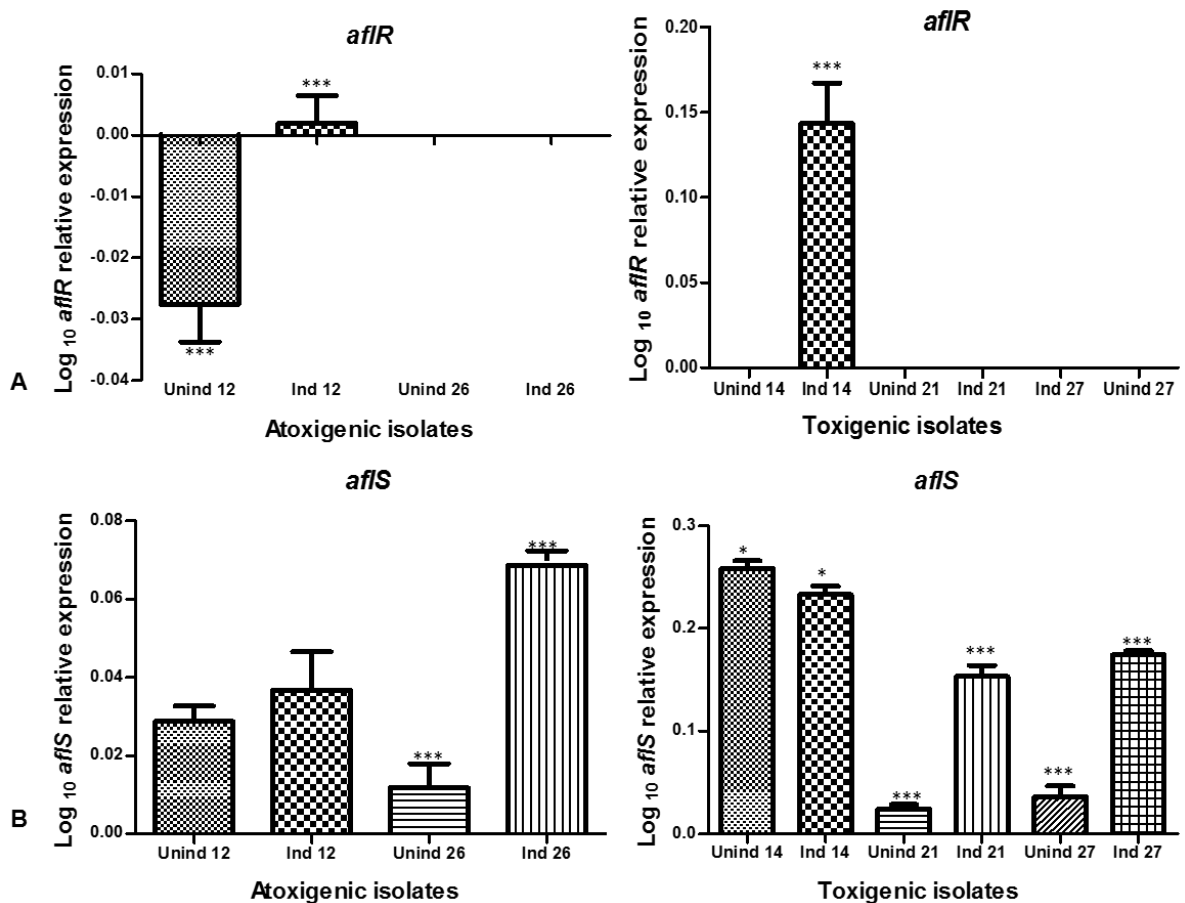 aflR
Log 10 aflR relative expression
0.01
0.00
-0.01
-0.02
-0.03
-0.04
***
***
Unind 12 Ind 12 Unind 26 Ind 26
Atoxigenic isolates
A
aflR
Log 10 aflR relative expression
0.20
0.15
0.10
0.05
0.00
***
Unind 14 Ind 14 Unind 21 Ind 21 Ind 27 Unind 27
Toxigenic isolates
aflS
Log 10 aflS relative expression
0.08
0.06
0.04
0.02
0.00
***
***
Unind 12 Ind 12 Unind 26 Ind 26
Atoxigenic isolates
B
aflS
Log 10 aflS relative expression
0.3
0.2
0.1
0.0
* * *** *** *** ***
Unind 14 Ind 14 Unind 21 Ind 21 Unind 27 Ind 27
Toxigenic isolates